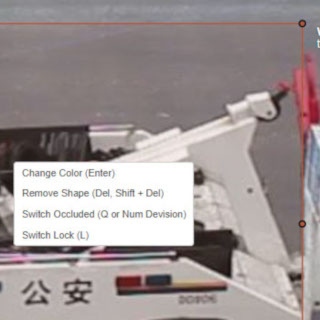 Change Color (Enter)
Remove Shape (Del, Shift + Del)
Switch Occluded (Q or Num Devision)
Switch Lock (L)
公安